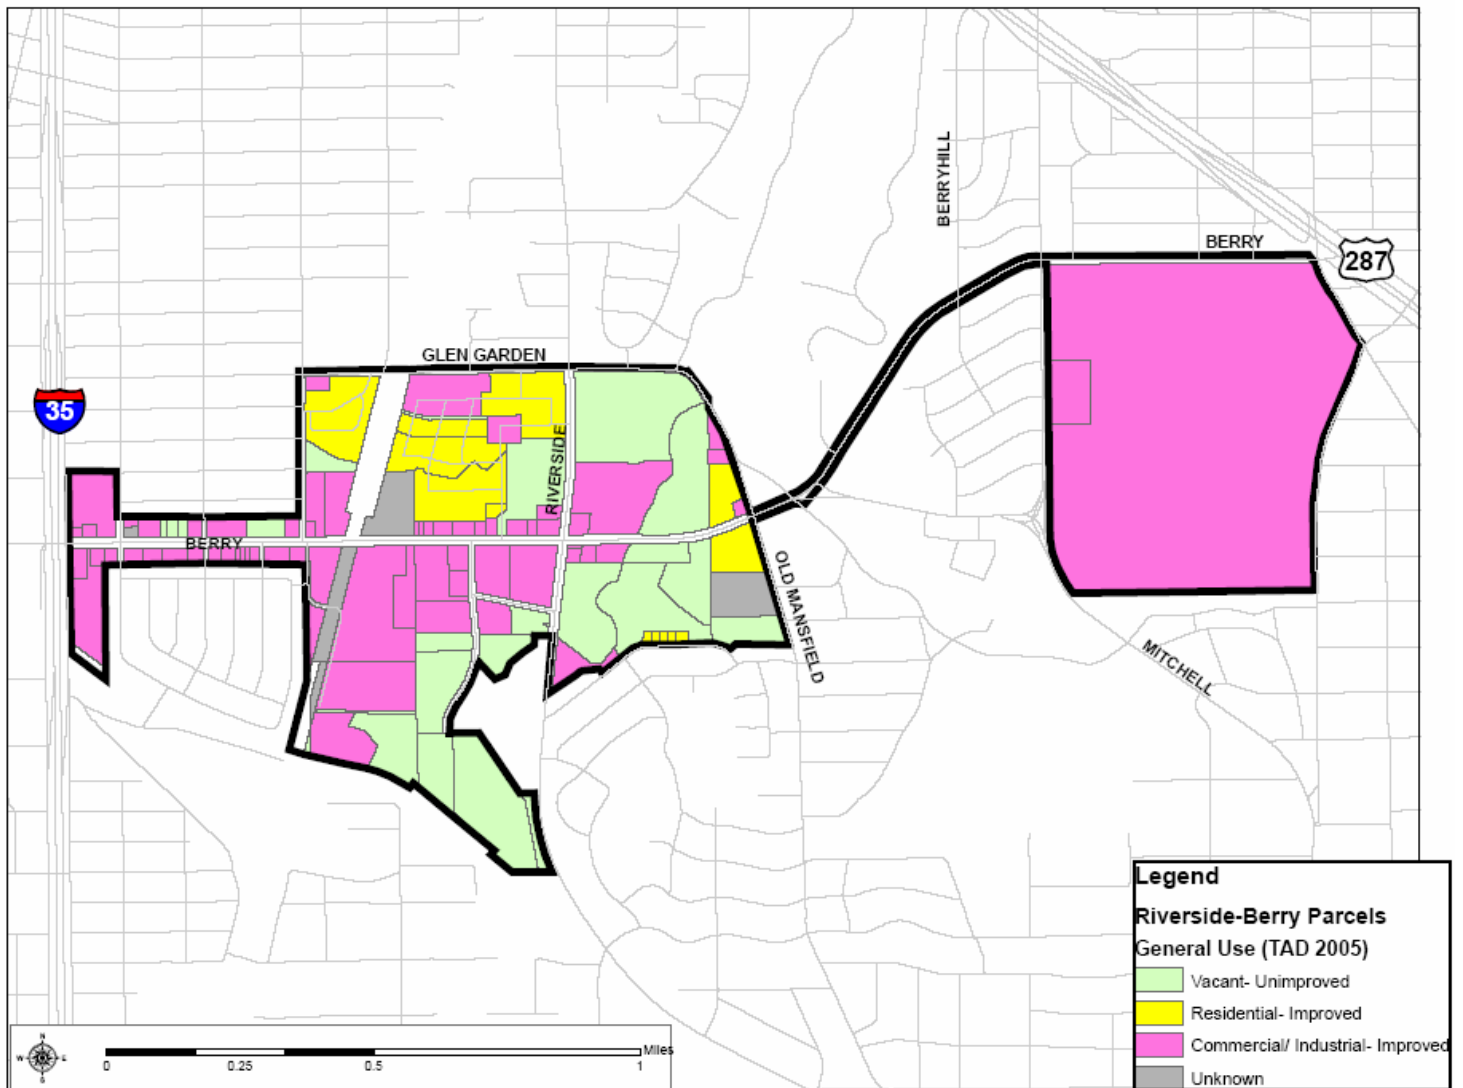 BERRYHILL
BERRY
287
GLEN GARDEN
35
RIVERSIDE
BERRY
OLD MANSFIELD
MITCHELL
Legend
Riverside-Berry Parcels
General Use (TAD 2005)
Vacant- Unimproved
Residential- Improved
Commercial/ Industrial- Improved
Unknown
N
W E
S
Miles
0 0.25 0.5 1